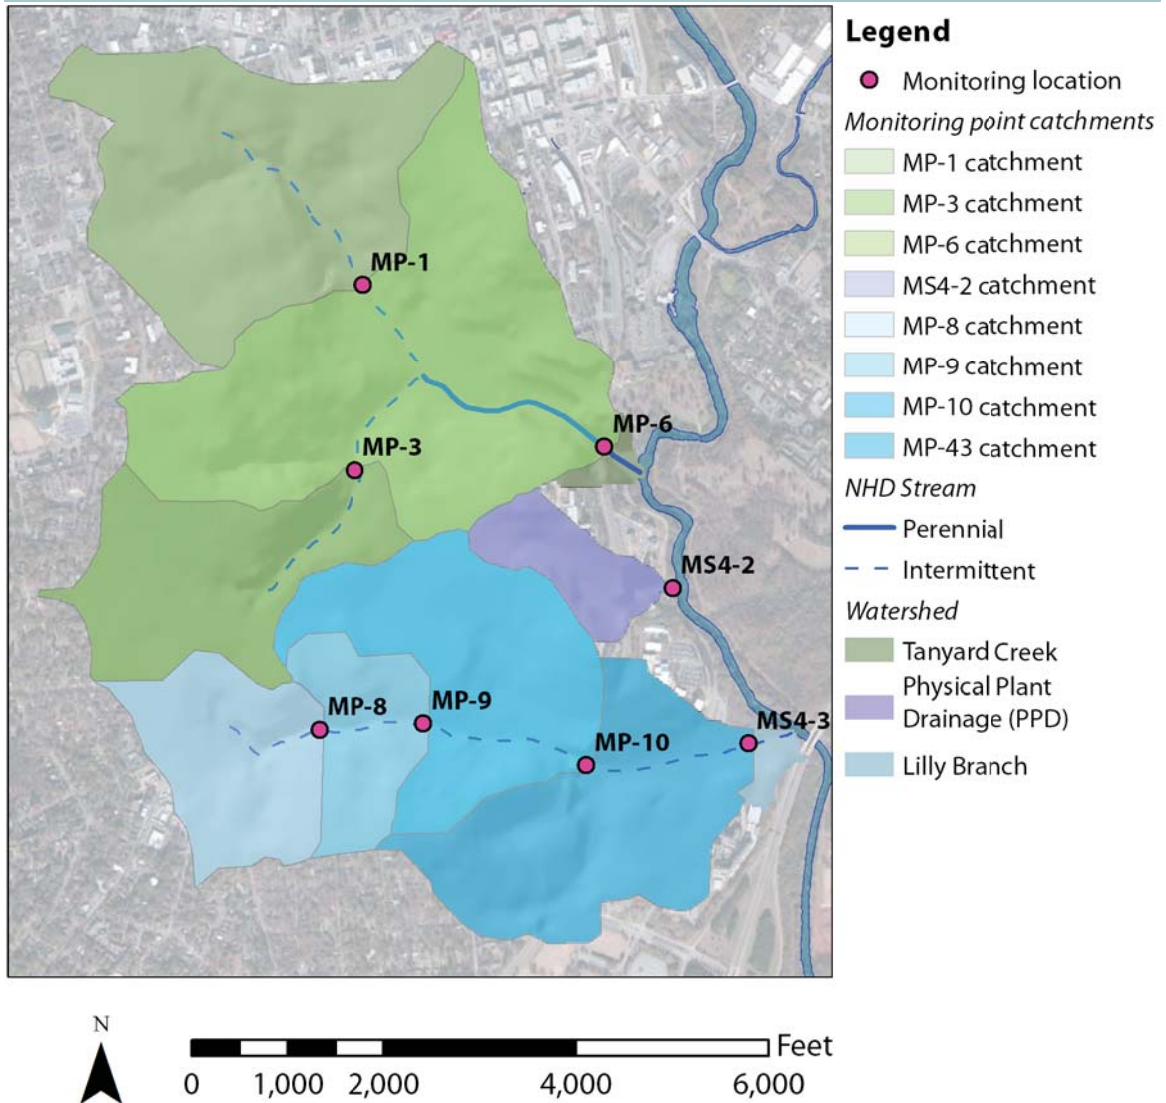 MP-1
MP-6
MP-3
MS4-2
MP-8
MP-9
MS4-3
MP-10
Legend
Monitoring location
Monitoring point catchments
MP-1 catchment
MP-3 catchment
MP-6 catchment
MS4-2 catchment
MP-8 catchment
MP-9 catchment
MP-10 catchment
MP-43 catchment
NHD Stream
Perennial
Intermittent
Watershed
Tanyard Creek
Physical Plant
Drainage (PPD)
Lilly Branch
N
Feet
0 1,000 2,000 4,000 6,000